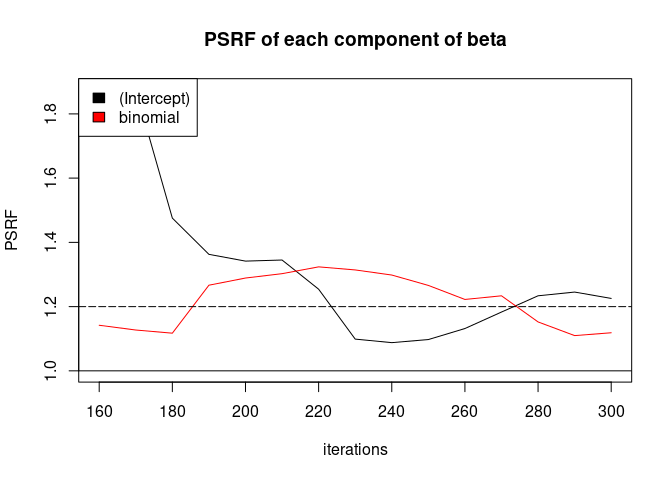 PSRF of each component of beta
(Intercept)
binomial
PSRF
1.8
1.6
1.4
1.2
1.0
160 180 200 220 240 260 280 300
iterations